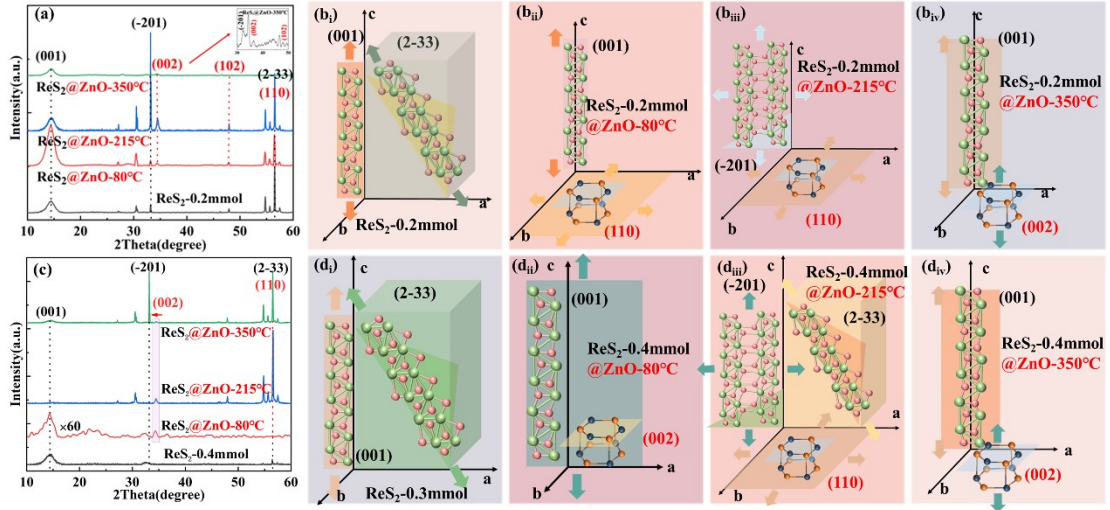 (a)
Intensity(a.u.)
(-201)
ReS₂@ZnO-350℃
(-201)
(002)
(102)
(001)
(002)
(102)
(2-33)
(110)
ReS₂@ZnO-350℃
ReS₂@ZnO-215℃
ReS₂@ZnO-80℃
ReS₂-0.2mmol
10 20 30 40 50 60
2Theta(degree)
(bᵢ)
c
(001)
(2-33)
a
b
ReS₂-0.2mmol
(bᵢᵢ)
c
(001)
ReS₂-0.2mmol
@ZnO-80℃
a
b
(110)
(bᵢᵢᵢ)
c
ReS₂-0.2mmol
@ZnO-215℃
(-201)
a
b
(110)
(bᵢᵥ)
c
(001)
ReS₂-0.2mmol
@ZnO-350℃
a
b
(002)
(c)
Intensity(a.u.)
(-201)
(2-33)
(110)
(002)
(001)
ReS₂@ZnO-350℃
ReS₂@ZnO-215℃
×60
ReS₂@ZnO-80℃
ReS₂-0.4mmol
10 20 30 40 50 60
2Theta(degree)
(dᵢ)
c
(2-33)
(001)
a
b
ReS₂-0.3mmol
(dᵢᵢ)
c
(001)
ReS₂-0.4mmol
@ZnO-80℃
(002)
a
b
(dᵢᵢᵢ)
c
ReS₂-0.4mmol
@ZnO-215℃
(-201)
(2-33)
a
b
(110)
(dᵢᵥ)
c
(001)
ReS₂-0.4mmol
@ZnO-350℃
a
b
(002)